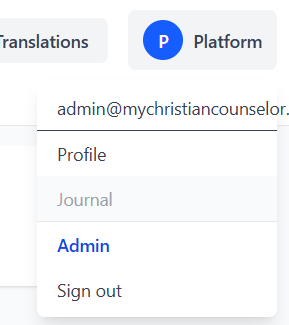 Translations
P Platform
admin@mychristiancounselor.
Profile
Journal
Admin
Sign out